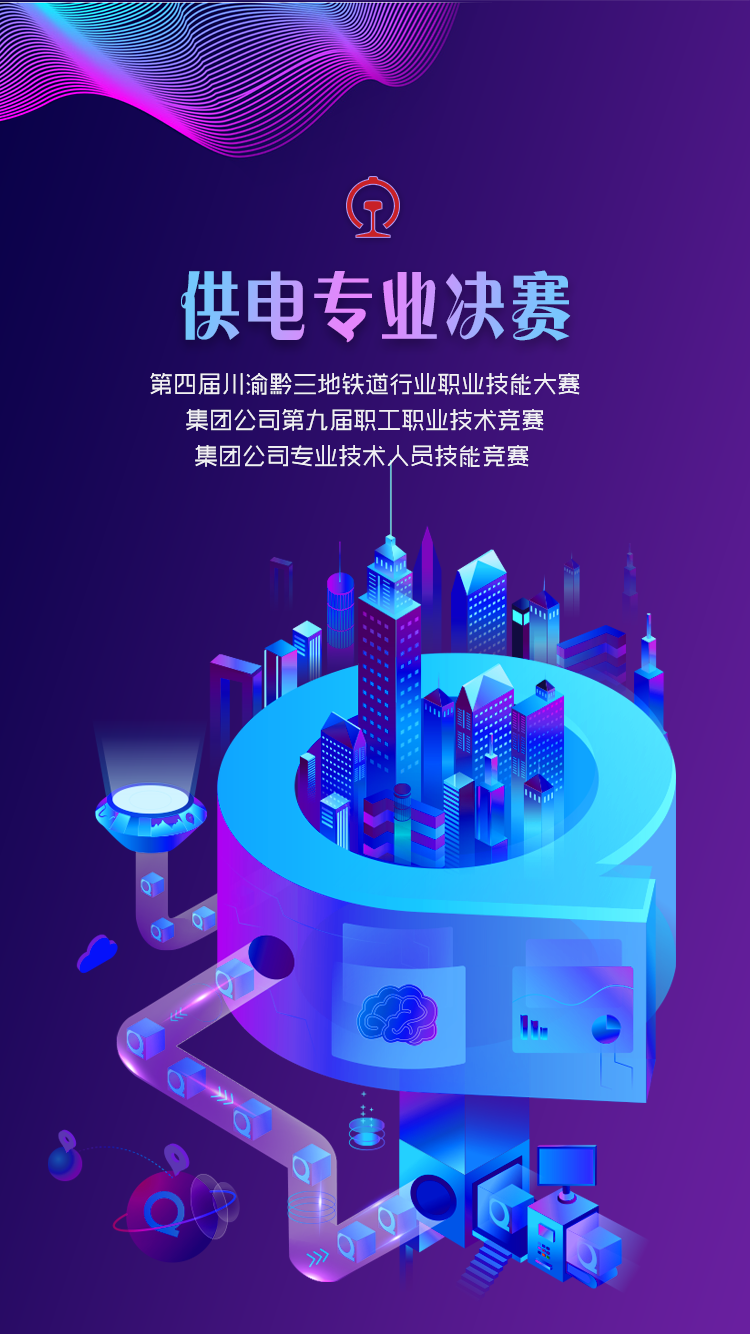 供电专业决赛
第四届川渝黔三地铁道行业职业技能大赛
集团公司第九届职工职业技术竞赛
集团公司专业技术人员技能竞赛